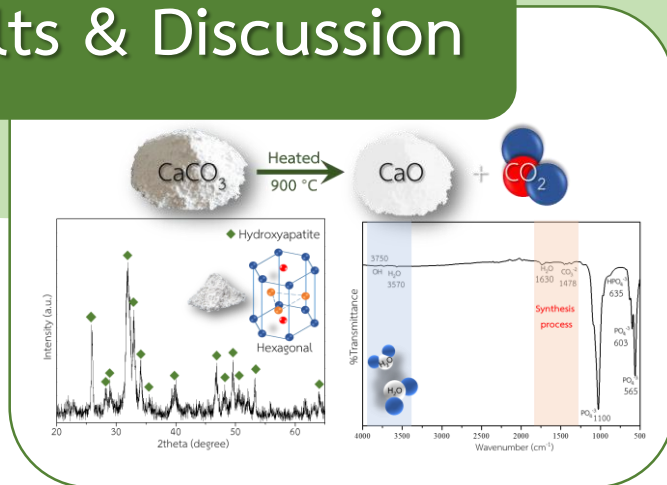 lts & Discussion
CaCO3
Heated
900 °C
CaO
+
CO2
Hydroxyapatite
Hexagonal
Intensity (a.u.)
20 30 40 50 60
2theta (degree)
3750
OH H2O
3570
H2O CO3-2
1630 1478
Synthesis
process
HPO4-
635
PO4-3
603
PO4-3
565
PO4-3 1100
H2O
H2O
%Transmittance
4000 3500 3000 2500 2000 1500 1000 500
Wavenumber (cm-1)